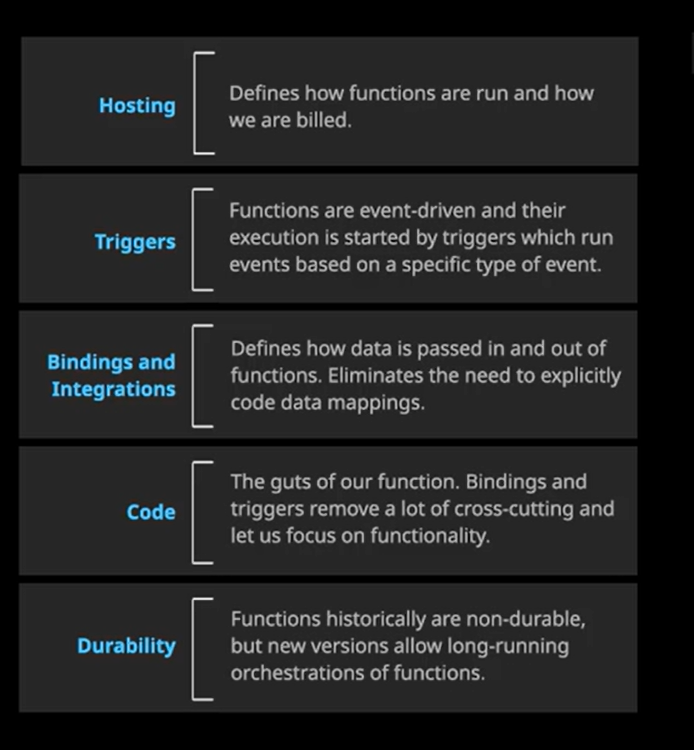 Hosting
Defines how functions are run and how
we are billed.
Triggers
Functions are event-driven and their
execution is started by triggers which run
events based on a specific type of event.
Bindings and
Integrations
Defines how data is passed in and out of
functions. Eliminates the need to explicitly
code data mappings.
Code
The guts of our function. Bindings and
triggers remove a lot of cross-cutting and
let us focus on functionality.
Durability
Functions historically are non-durable,
but new versions allow long-running
orchestrations of functions.